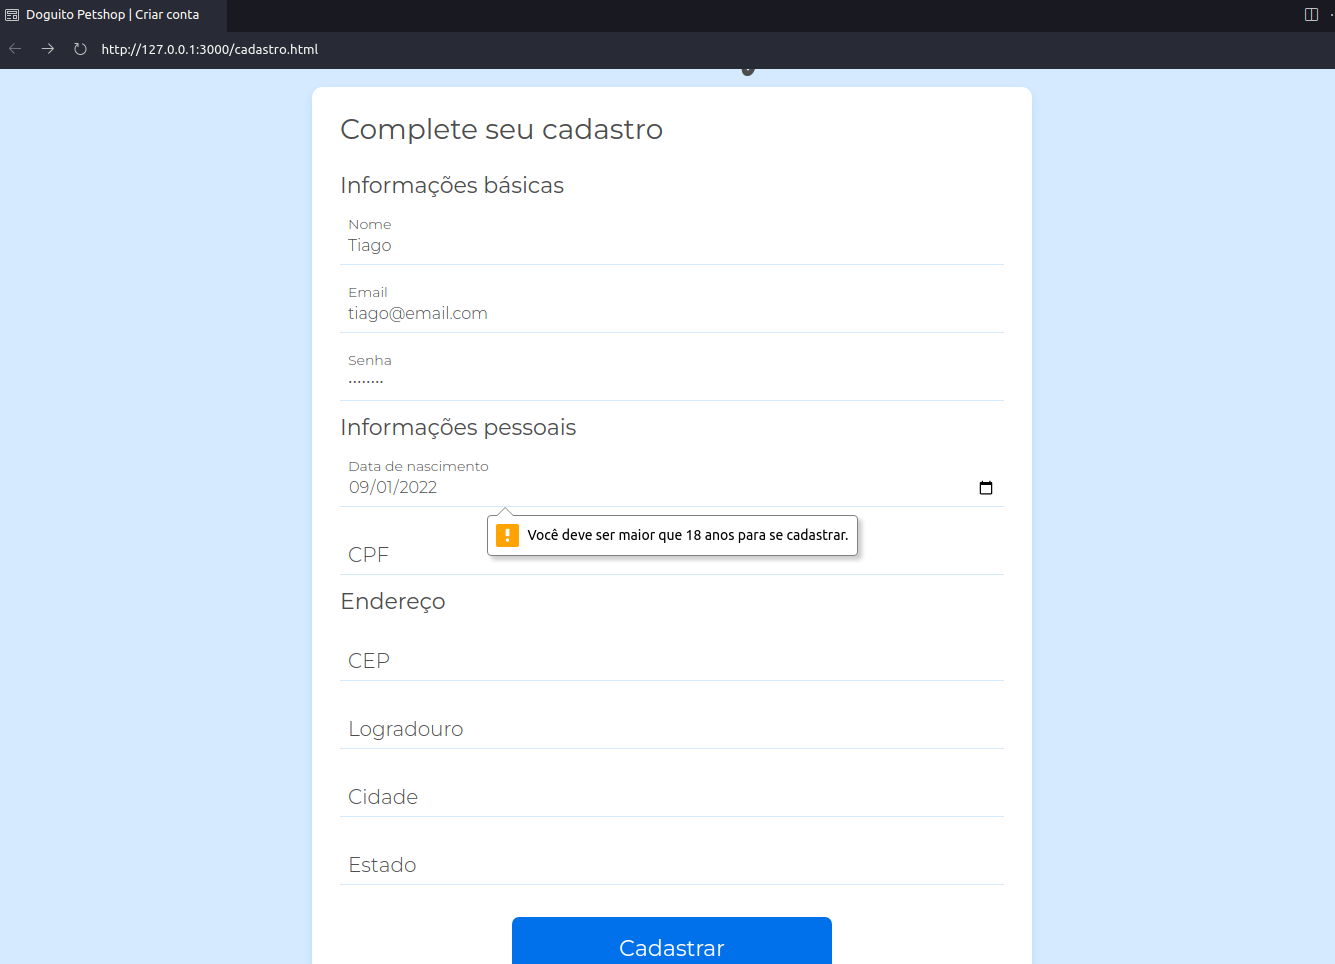 Doguito Petshop | Criar conta
http://127.0.0.1:3000/cadastro.html
Complete seu cadastro
Informações básicas
Nome
Tiago
Email
tiago@email.com
Senha
········
Informações pessoais
Data de nascimento
09/01/2022
Você deve ser maior que 18 anos para se cadastrar.
CPF
Endereço
CEP
Logradouro
Cidade
Estado
Cadastrar